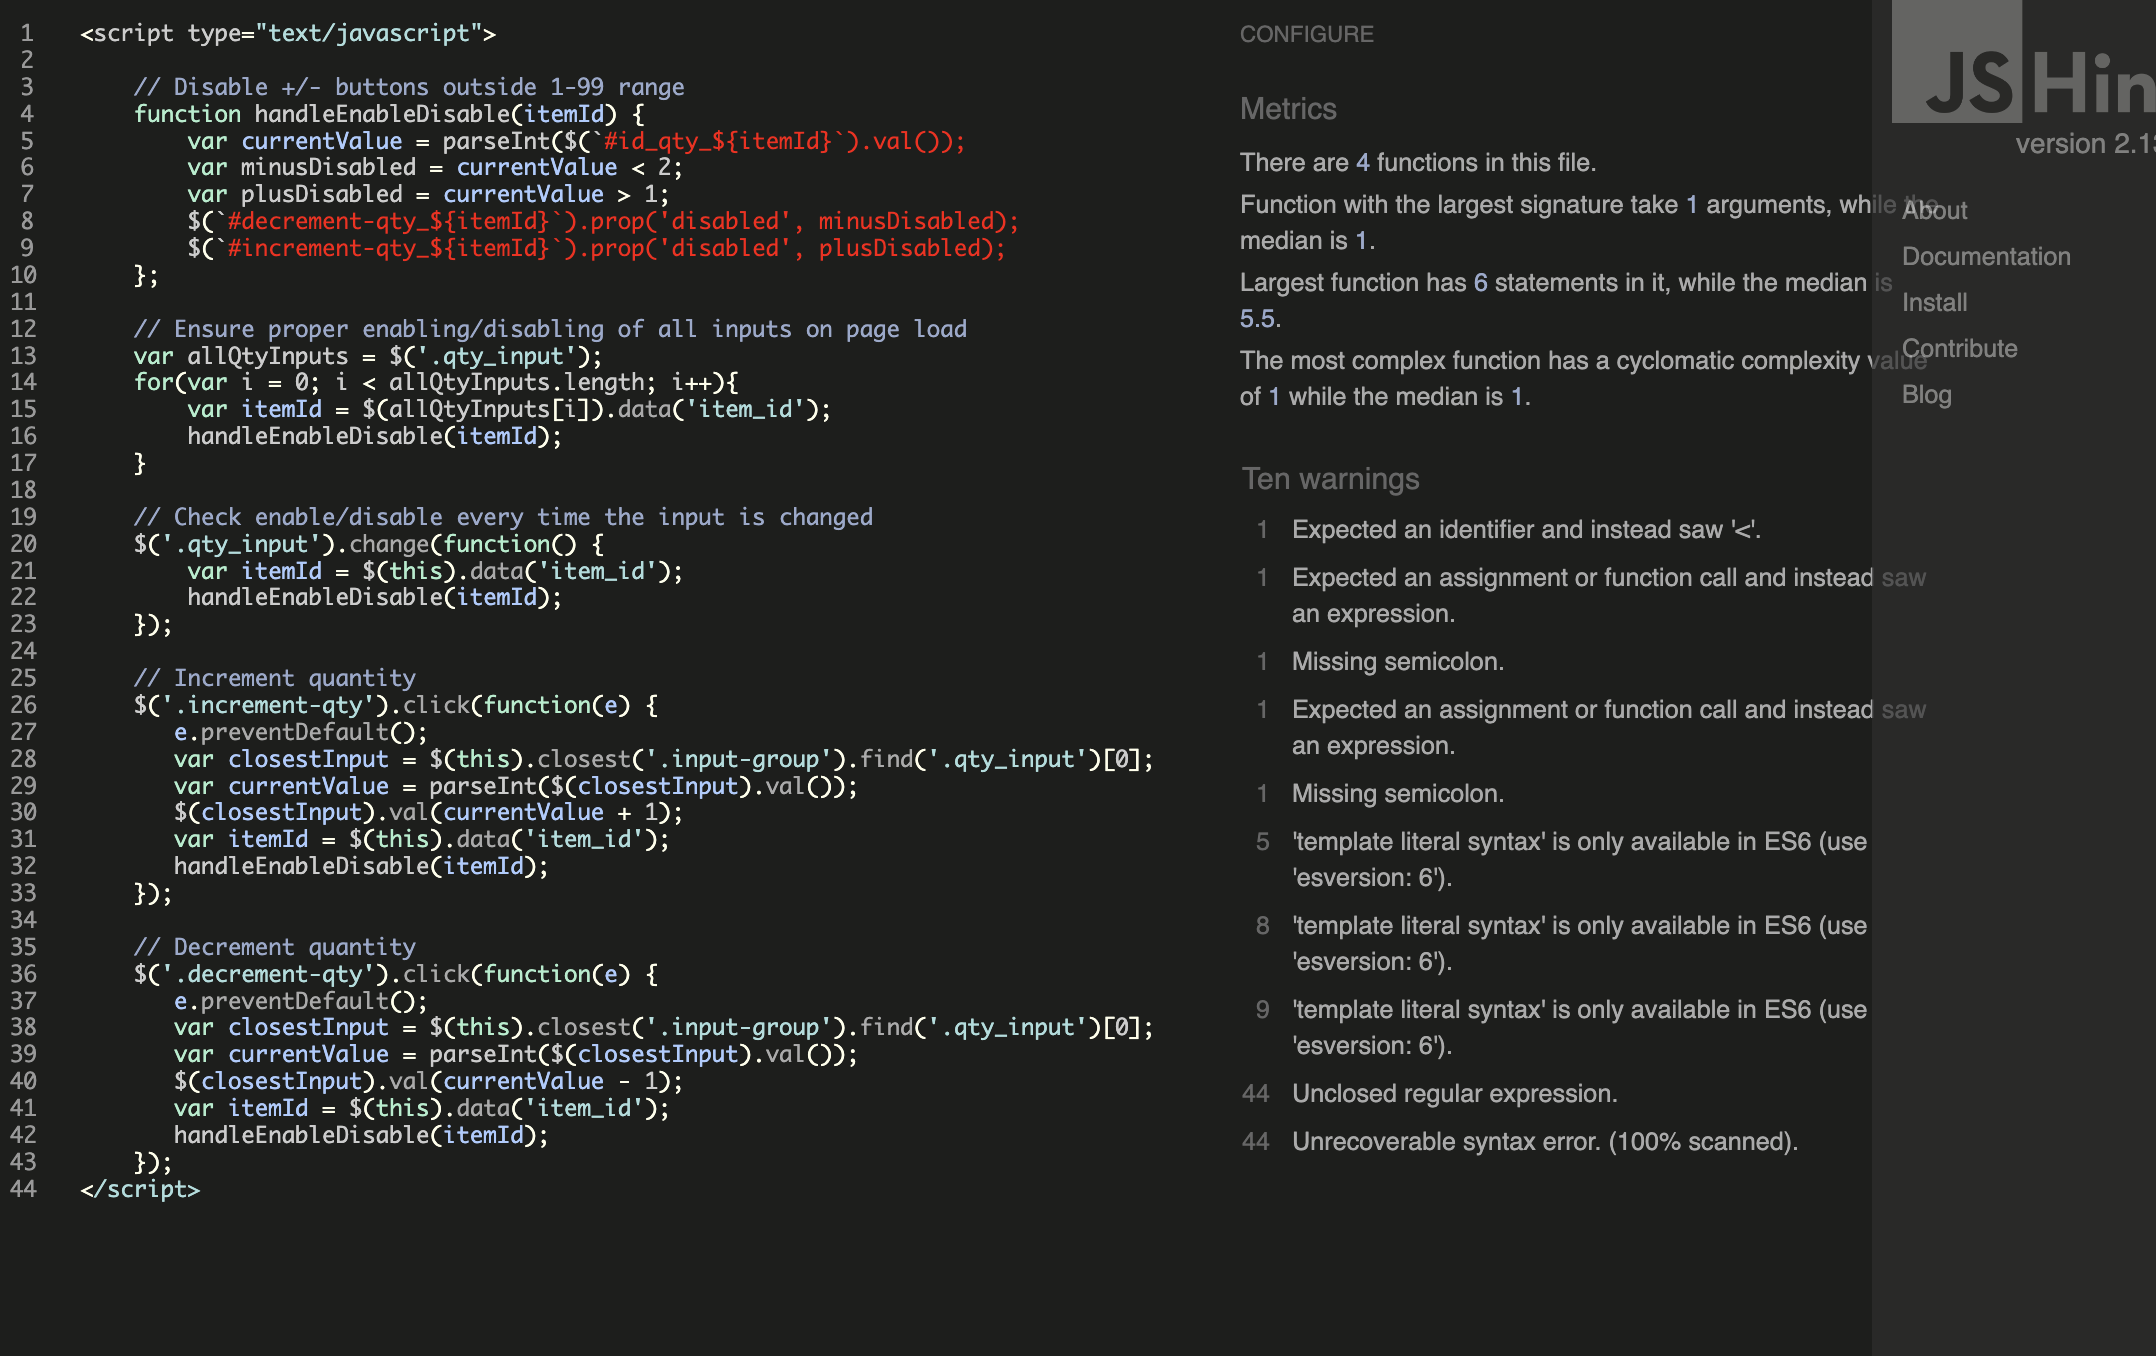 1 <script type="text/javascript">
2
3 // Disable +/- buttons outside 1-99 range
4 function handleEnableDisable(itemId) {
5 var currentValue = parseInt($(`#id_qty_${itemId}`).val());
6 var minusDisabled = currentValue < 2;
7 var plusDisabled = currentValue > 1;
8 $(`#decrement-qty_${itemId}`).prop('disabled', minusDisabled);
9 $(`#increment-qty_${itemId}`).prop('disabled', plusDisabled);
10 };
11
12 // Ensure proper enabling/disabling of all inputs on page load
13 var allQtyInputs = $('.qty_input');
14 for(var i = 0; i < allQtyInputs.length; i++){
15 var itemId = $(allQtyInputs[i]).data('item_id');
16 handleEnableDisable(itemId);
17 }
18
19 // Check enable/disable every time the input is changed
20 $('.qty_input').change(function() {
21 var itemId = $(this).data('item_id');
22 handleEnableDisable(itemId);
23 });
24
25 // Increment quantity
26 $('.increment-qty').click(function(e) {
27 e.preventDefault();
28 var closestInput = $(this).closest('.input-group').find('.qty_input')[0];
29 var currentValue = parseInt($(closestInput).val());
30 $(closestInput).val(currentValue + 1);
31 var itemId = $(this).data('item_id');
32 handleEnableDisable(itemId);
33 });
34
35 // Decrement quantity
36 $('.decrement-qty').click(function(e) {
37 e.preventDefault();
38 var closestInput = $(this).closest('.input-group').find('.qty_input')[0];
39 var currentValue = parseInt($(closestInput).val());
40 $(closestInput).val(currentValue - 1);
41 var itemId = $(this).data('item_id');
42 handleEnableDisable(itemId);
43 });
44 </script>
CONFIGURE
Metrics
There are 4 functions in this file.
Function with the largest signature take 1 arguments, while the
median is 1.
Largest function has 6 statements in it, while the median is
5.5.
The most complex function has a cyclomatic complexity value
of 1 while the median is 1.
Ten warnings
1 Expected an identifier and instead saw '<'.
1 Expected an assignment or function call and instead saw
an expression.
1 Missing semicolon.
1 Expected an assignment or function call and instead saw
an expression.
1 Missing semicolon.
5 'template literal syntax' is only available in ES6 (use
'esversion: 6').
8 'template literal syntax' is only available in ES6 (use
'esversion: 6').
9 'template literal syntax' is only available in ES6 (use
'esversion: 6').
44 Unclosed regular expression.
44 Unrecoverable syntax error. (100% scanned).
JSHin
version 2.13
About
Documentation
Install
Contribute
Blog